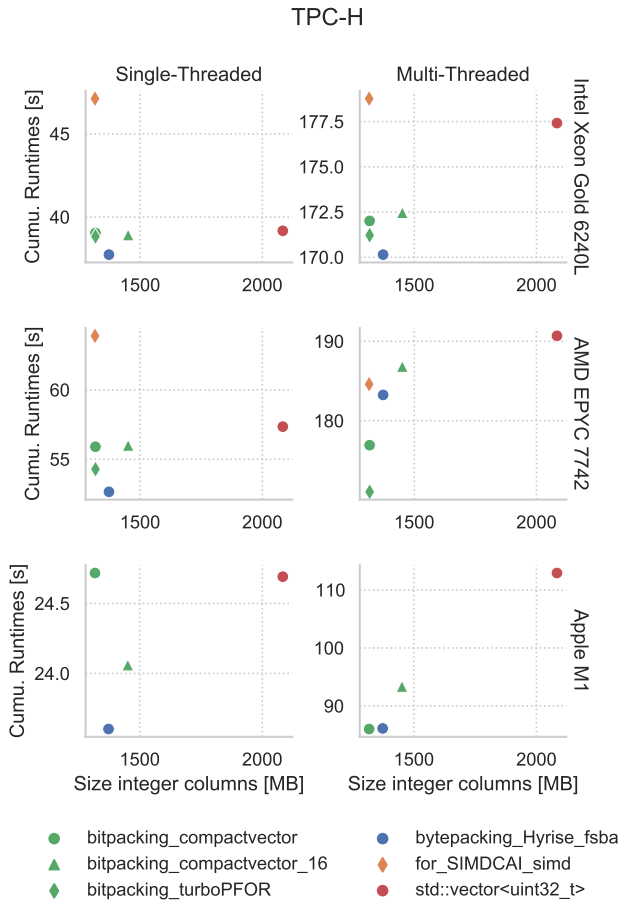 TPC-H
Single-Threaded
Multi-Threaded
Cumu. Runtimes [s]
45
40
1500
2000
177.5
175.0
172.5
170.0
1500
2000
Intel Xeon Gold 6240L
Cumu. Runtimes [s]
60
55
1500
2000
190
180
1500
2000
AMD EPYC 7742
Cumu. Runtimes [s]
24.5
24.0
1500
2000
Size integer columns [MB]
110
100
90
1500
2000
Size integer columns [MB]
Apple M1
bitpacking_compactvector
bitpacking_compactvector_16
bitpacking_turboPFOR
bytepacking_Hyrise_fsba
for_SIMDCAI_simd
std::vector<uint32_t>